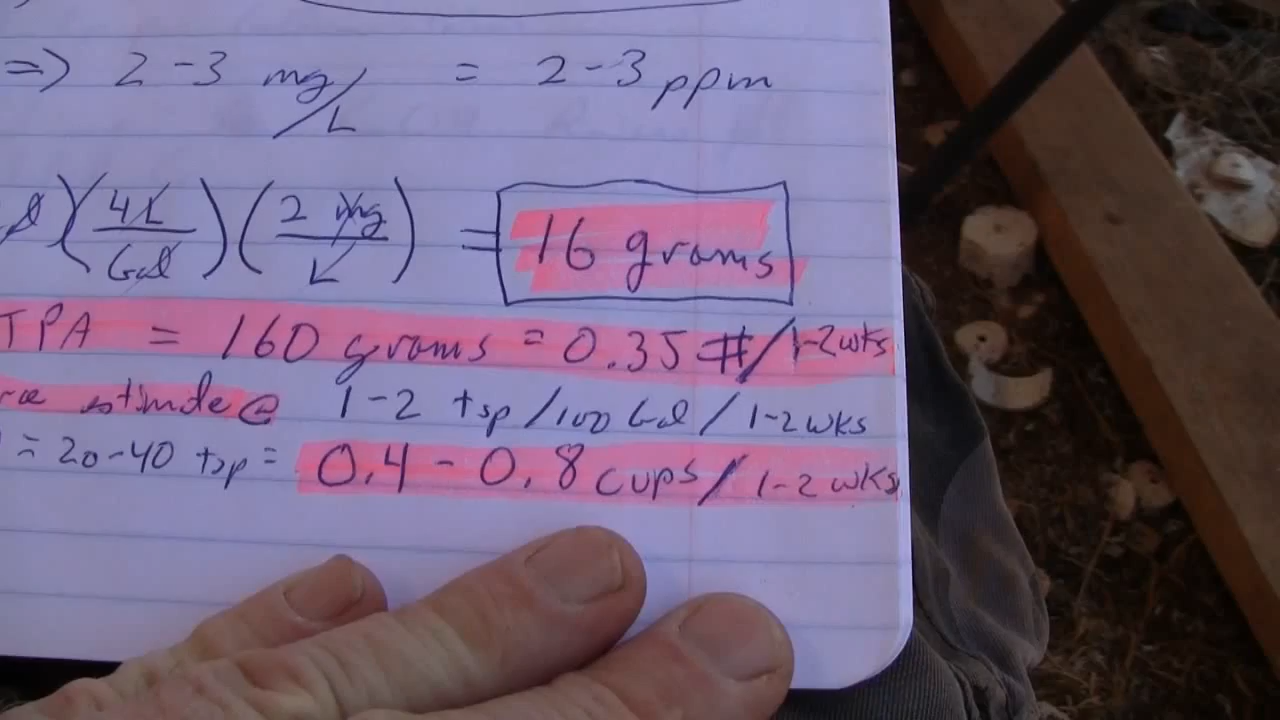 => 2-3 mg/L = 2-3 ppm
(4L/Gal)(2 mg/L) = 16 grams
TPA = 160 grams = 0.35 #/1-2wks
@ 1-2 tsp/100 Gal/1-2wks
= 20-40 tsp = 0.4 - 0.8 cups/1-2wks